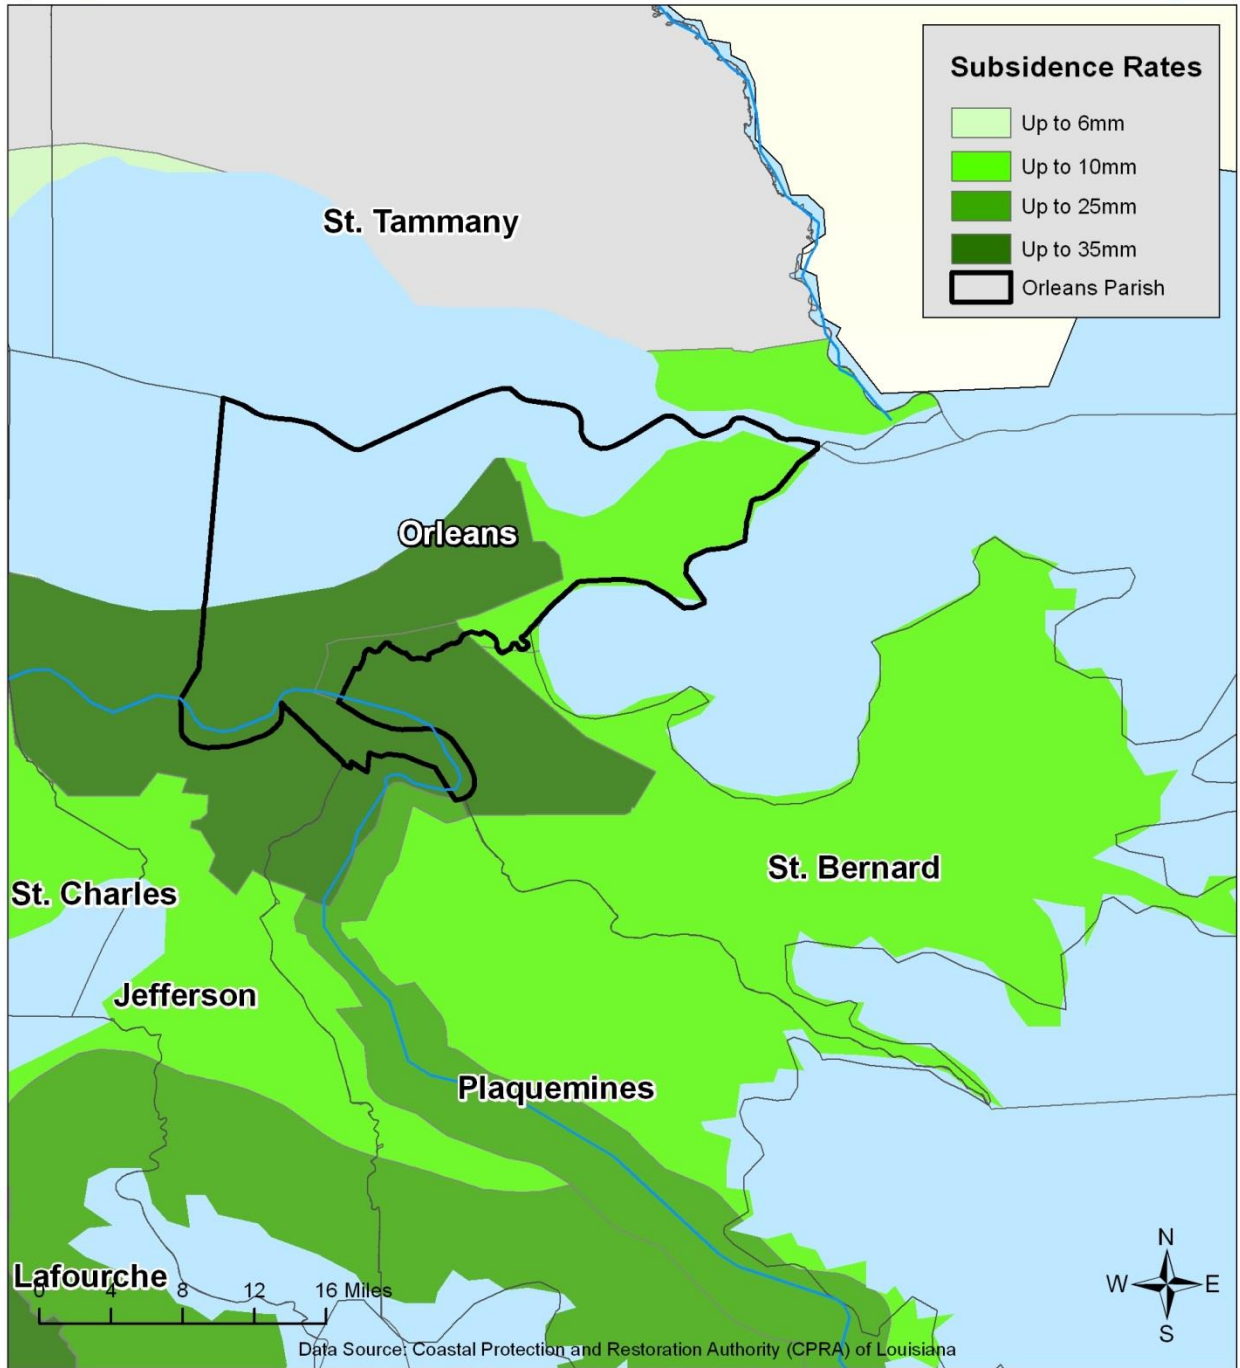 Subsidence Rates
Up to 6mm
Up to 10mm
Up to 25mm
Up to 35mm
Orleans Parish
St. Tammany
Orleans
St. Bernard
St. Charles
Jefferson
Plaquemines
Lafourche
0 4 8 12 16 Miles
N
W E
S
Data Source: Coastal Protection and Restoration Authority (CPRA) of Louisiana